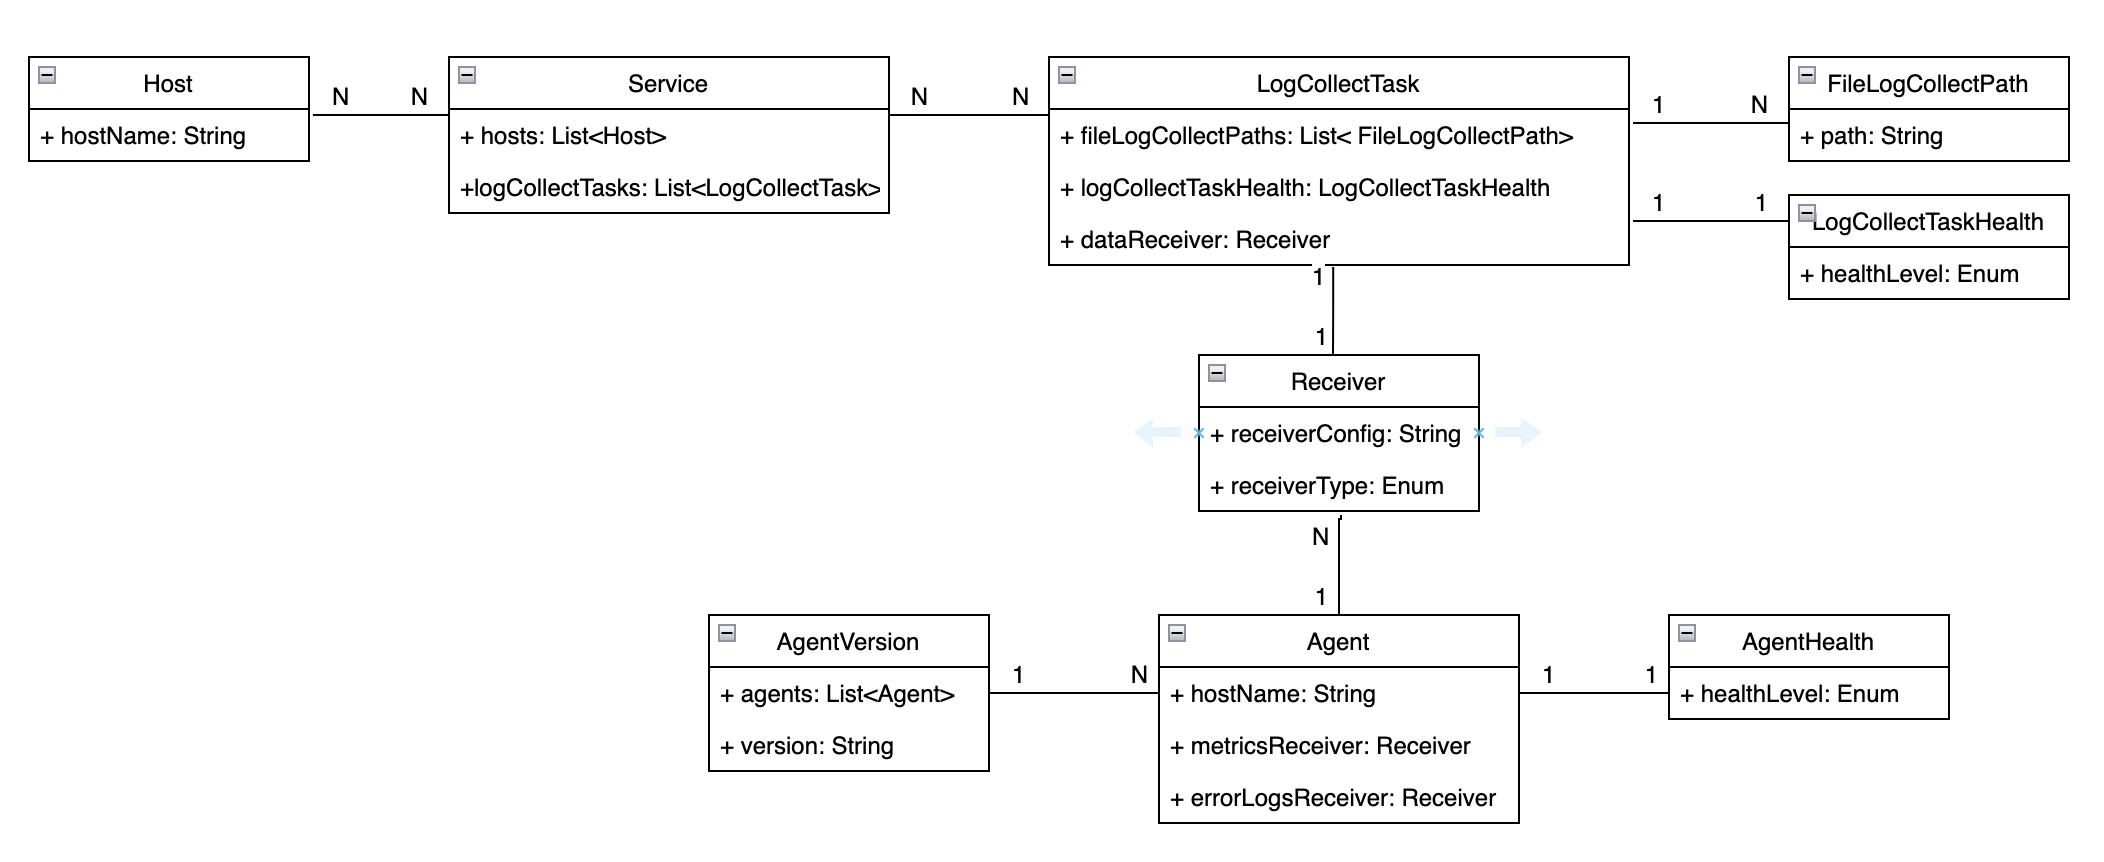 Host
+ hostName: String
N
N
Service
+ hosts: List<Host>
+logCollectTasks: List<LogCollectTask>
N
N
LogCollectTask
+ fileLogCollectPaths: List< FileLogCollectPath>
+ logCollectTaskHealth: LogCollectTaskHealth
+ dataReceiver: Receiver
1
N
FileLogCollectPath
+ path: String
1
1
LogCollectTaskHealth
+ healthLevel: Enum
1
1
Receiver
+ receiverConfig: String
+ receiverType: Enum
N
1
AgentVersion
+ agents: List<Agent>
+ version: String
1
N
Agent
+ hostName: String
+ metricsReceiver: Receiver
+ errorLogsReceiver: Receiver
1
1
AgentHealth
+ healthLevel: Enum